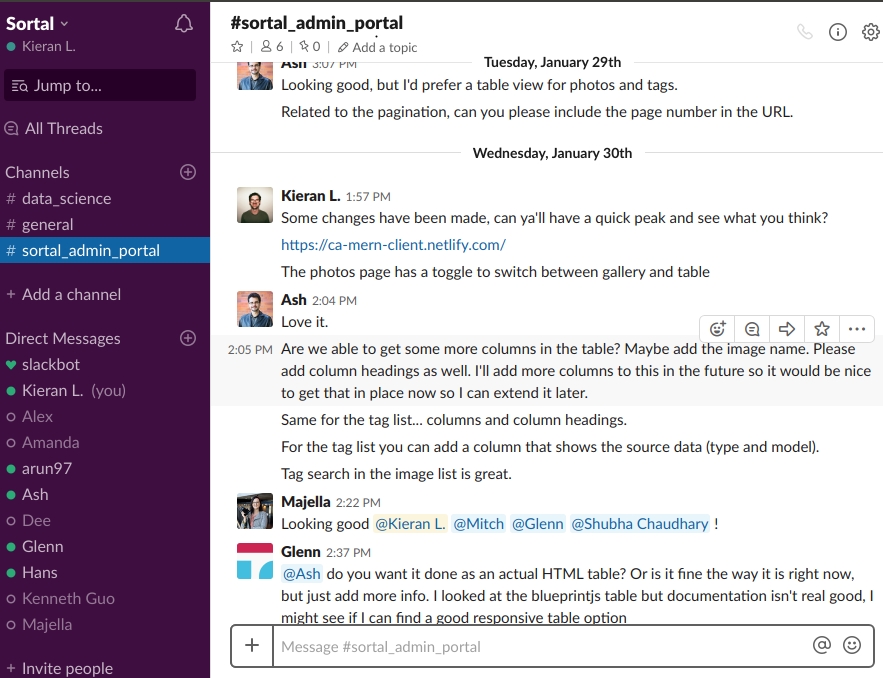 Sortal
Kieran L.
Jump to...
All Threads
Channels
# data_science
# general
# sortal_admin_portal
+ Add a channel
Direct Messages
slackbot
Kieran L. (you)
Alex
Amanda
arun97
Ash
Dee
Glenn
Hans
Kenneth Guo
Majella
+ Invite people
#sortal_admin_portal
6 | 0 | Add a topic
Ash 3:07 PM
Tuesday, January 29th
Looking good, but I'd prefer a table view for photos and tags.
Related to the pagination, can you please include the page number in the URL.
Wednesday, January 30th
Kieran L. 1:57 PM
Some changes have been made, can ya'll have a quick peak and see what you think?
https://ca-mern-client.netlify.com/
The photos page has a toggle to switch between gallery and table
Ash 2:04 PM
Love it.
2:05 PM Are we able to get some more columns in the table? Maybe add the image name. Please
add column headings as well. I'll add more columns to this in the future so it would be nice
to get that in place now so I can extend it later.
Same for the tag list... columns and column headings.
For the tag list you can add a column that shows the source data (type and model).
Tag search in the image list is great.
Majella 2:22 PM
Looking good @Kieran L. @Mitch @Glenn @Shubha Chaudhary !
Glenn 2:37 PM
@Ash do you want it done as an actual HTML table? Or is it fine the way it is right now,
but just add more info. I looked at the blueprintjs table but documentation isn't real good, I
might see if I can find a good responsive table option
Message #sortal_admin_portal